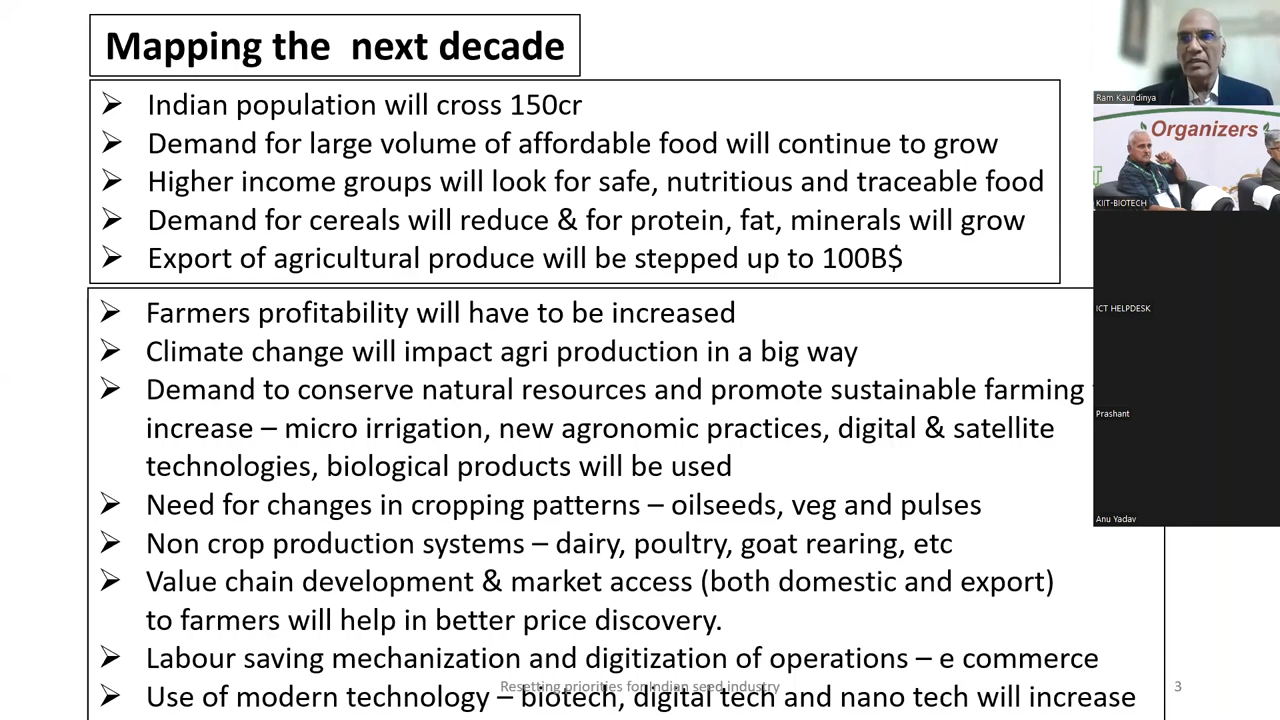 Mapping the next decade
➢ Indian population will cross 150cr
➢ Demand for large volume of affordable food will continue to grow
➢ Higher income groups will look for safe, nutritious and traceable food
➢ Demand for cereals will reduce & for protein, fat, minerals will grow
➢ Export of agricultural produce will be stepped up to 100B$
➢ Farmers profitability will have to be increased
➢ Climate change will impact agri production in a big way
➢ Demand to conserve natural resources and promote sustainable farming
increase – micro irrigation, new agronomic practices, digital & satellite
technologies, biological products will be used
➢ Need for changes in cropping patterns – oilseeds, veg and pulses
➢ Non crop production systems – dairy, poultry, goat rearing, etc
➢ Value chain development & market access (both domestic and export)
to farmers will help in better price discovery.
➢ Labour saving mechanization and digitization of operations – e commerce
➢ Use of modern technology – biotech, digital tech and nano tech will increase
Resetting priorities for Indian seed industry
3
Ram Kaundinya
Organizers
KIIT-BIOTECH
ICT HELPDESK
Prashant
Anu Yadav